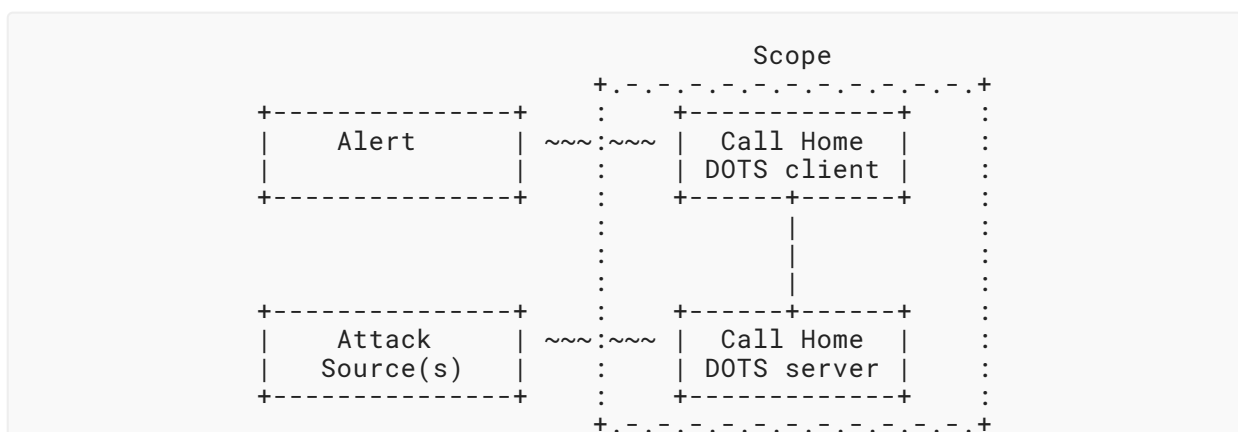 Scope
                                 +.-.-.-.-.-.-.-.-.-.-.-.+
            +---------------+    :    +-------------+    :
            |     Alert     | ~~~:~~~ |  Call Home  |    :
            |               |    :    | DOTS client |    :
            +---------------+    :    +------+------+    :
                                 :           |           :
                                 :           |           :
                                 :           |           :
            +---------------+    :    +------+------+    :
            |     Attack    | ~~~:~~~ |  Call Home  |    :
            |    Source(s)  |    :    | DOTS server |    :
            +---------------+    :    +-------------+    :
                                 +.-.-.-.-.-.-.-.-.-.-.-.+